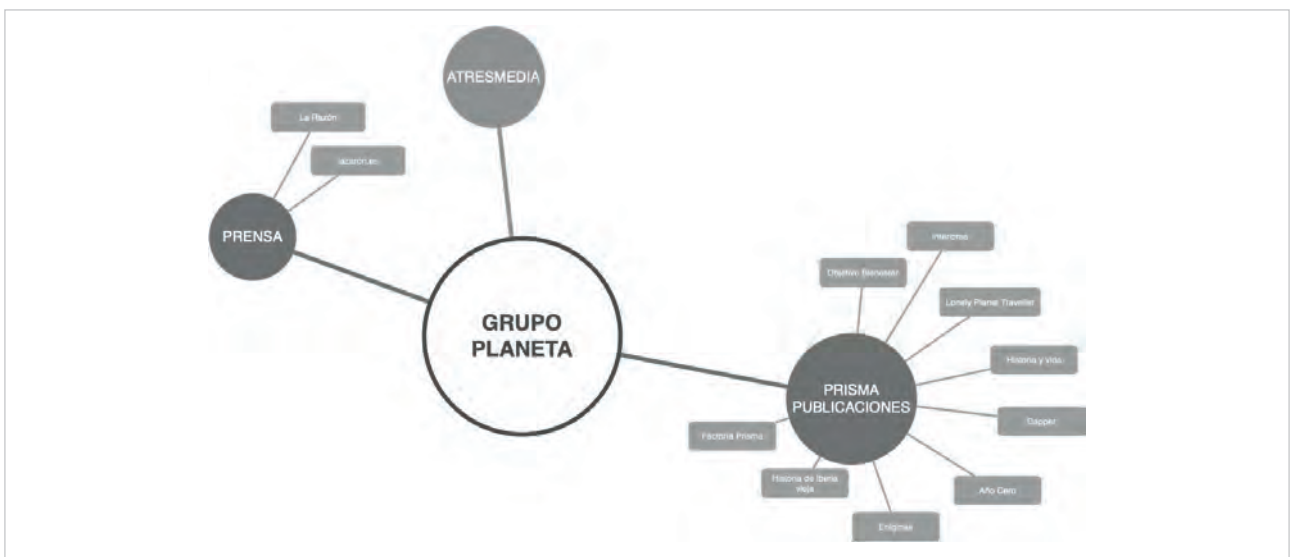 ATRESMEDIA
La Razón
larazon.es
PRENSA
GRUPO
PLANETA
Interviú
Objetivo Bienestar
Lonely Planet Traveller
Historia y vida
PRISMA
PUBLICACIONES
Dapper
Factoría Prisma
Historia de Iberia
vieja
Año Cero
Enigmas